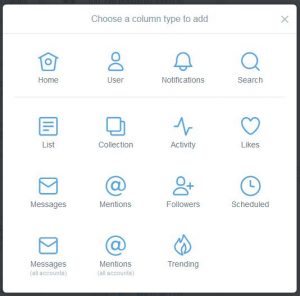 Choose a column type to add
Home User Notifications Search
List Collection Activity Likes
Messages Mentions Followers Scheduled
Messages Mentions Trending
(all accounts) (all accounts)